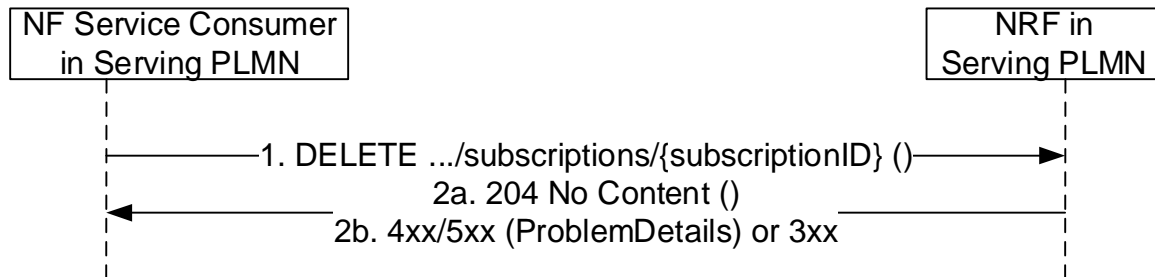 NF Service Consumer
in Serving PLMN
NRF in
Serving PLMN
1. DELETE .../subscriptions/{subscriptionID} ()
2a. 204 No Content ()
2b. 4xx/5xx (ProblemDetails) or 3xx